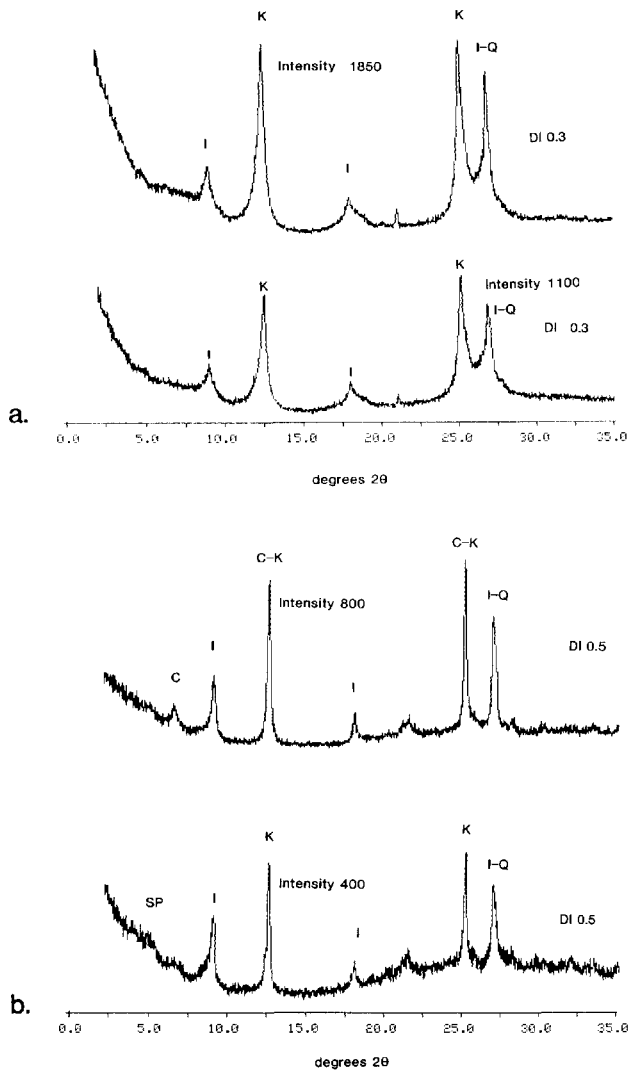 K
K
I-Q
Intensity 1850
I
I
DI 0.3
K
K
Intensity 1100
I-Q
I
I
DI 0.3
a.
0.0 5.0 10.0 15.0 20.0 25.0 30.0 35.0
degrees 2θ
C-K
C-K
I-Q
Intensity 800
I
I
DI 0.5
C
K
K
I-Q
SP
I
Intensity 400
I
DI 0.5
b.
0.0 5.0 10.0 15.0 20.0 25.0 30.0 35.0
degrees 2θ